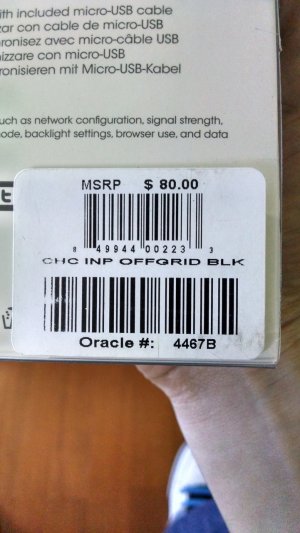 ith included micro-USB cable
zar con cable de micro-USB
ronisez avec micro-câble USB
nizzare con micro-USB
ronisieren mit Micro-USB-Kabel
uch as network configuration, signal strength,
ode, backlight settings, browser use, and data
MSRP $ 80.00
8 49944 00223 3
CHC INP OFFGRID BLK
Oracle #: 4467B